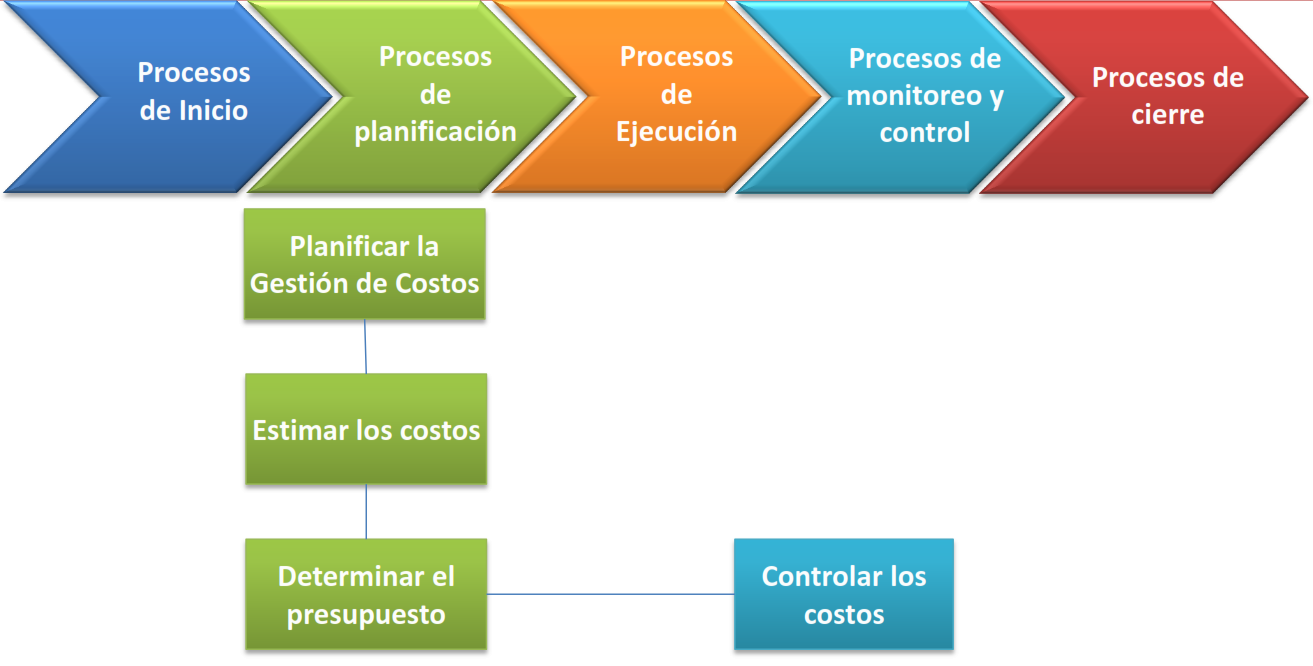 Procesos
de Inicio
Procesos
de
planificación
Procesos
de
Ejecución
Procesos de
monitoreo y
control
Procesos de
cierre
Planificar la
Gestión de Costos
Estimar los costos
Determinar el
presupuesto
Controlar los
costos